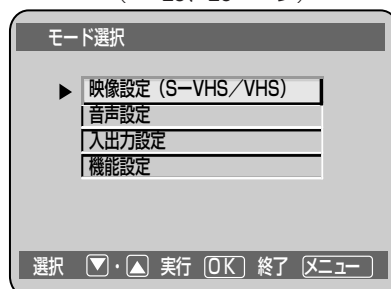 モード選択
▶ 映像設定（S－VHS／VHS）
音声設定
入出力設定
機能設定
選択 ▼・▲ 実行 OK 終了 メニュー